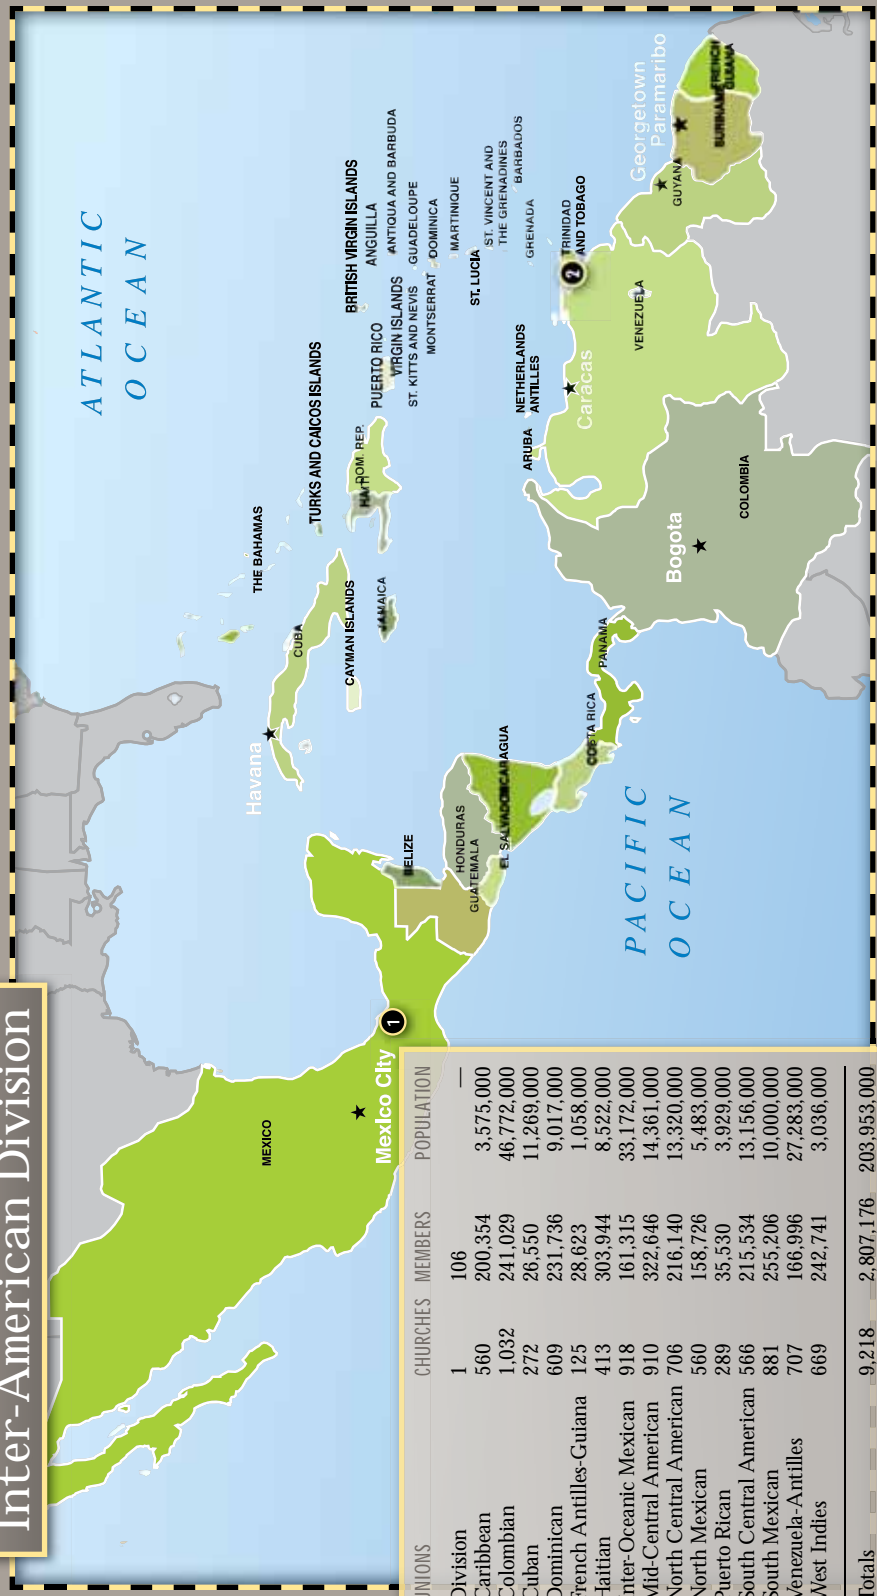 Inter-American Division
ATLANTIC
OCEAN
PACIFIC
OCEAN
MEXICO
Mexico City
1
Havana
CUBA
THE BAHAMAS
TURKS AND CAICOS ISLANDS
CAYMAN ISLANDS
JAMAICA
HAITI
DOM. REP.
PUERTO RICO
BRITISH VIRGIN ISLANDS
VIRGIN ISLANDS
ANGUILLA
ST. KITTS AND NEVIS
ANTIQUA AND BARBUDA
MONTSERRAT
GUADELOUPE
DOMINICA
MARTINIQUE
ST. LUCIA
ST. VINCENT AND
THE GRENADINES
BARBADOS
GRENADA
TRINIDAD
AND TOBAGO
2
NETHERLANDS
ANTILLES
ARUBA
BELIZE
HONDURAS
GUATEMALA
EL SALVADOR
NICARAGUA
COSTA RICA
PANAMA
Caracas
VENEZUELA
Bogota
COLOMBIA
Georgetown
Paramaribo
GUYANA
SURINAME
FRENCH
GUIANA
UNIONS CHURCHES MEMBERS POPULATION
Division 1 106 —
Caribbean 560 200,354 3,575,000
Colombian 1,032 241,029 46,772,000
Cuban 272 26,550 11,269,000
Dominican 609 231,736 9,017,000
French Antilles-Guiana 125 28,623 1,058,000
Haitian 413 303,944 8,522,000
Inter-Oceanic Mexican 918 161,315 33,172,000
Mid-Central American 910 322,646 14,361,000
North Central American 706 216,140 13,320,000
North Mexican 560 158,726 5,483,000
Puerto Rican 289 35,530 3,929,000
South Central American 566 215,534 13,156,000
South Mexican 881 255,206 10,000,000
Venezuela-Antilles 707 166,996 27,283,000
West Indies 669 242,741 3,036,000
Totals 9,218 2,807,176 203,953,000